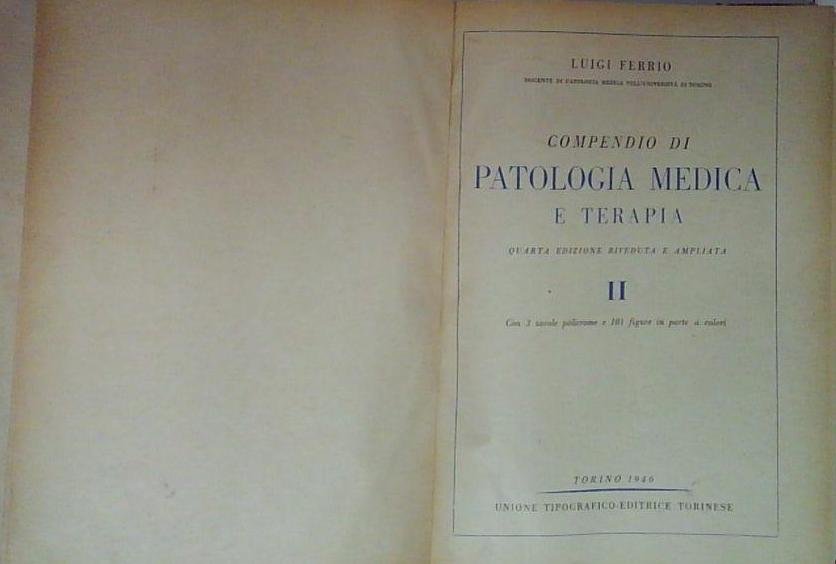 LUIGI FERRIO
DOCENTE DI PATOLOGIA MEDICA NELL'UNIVERSITÀ DI TORINO
COMPENDIO DI
PATOLOGIA MEDICA
E TERAPIA
QUARTA EDIZIONE RIVEDUTA E AMPLIATA
II
Con 3 tavole policrome e 101 figure in parte a colori
TORINO 1946
UNIONE TIPOGRAFICO-EDITRICE TORINESE